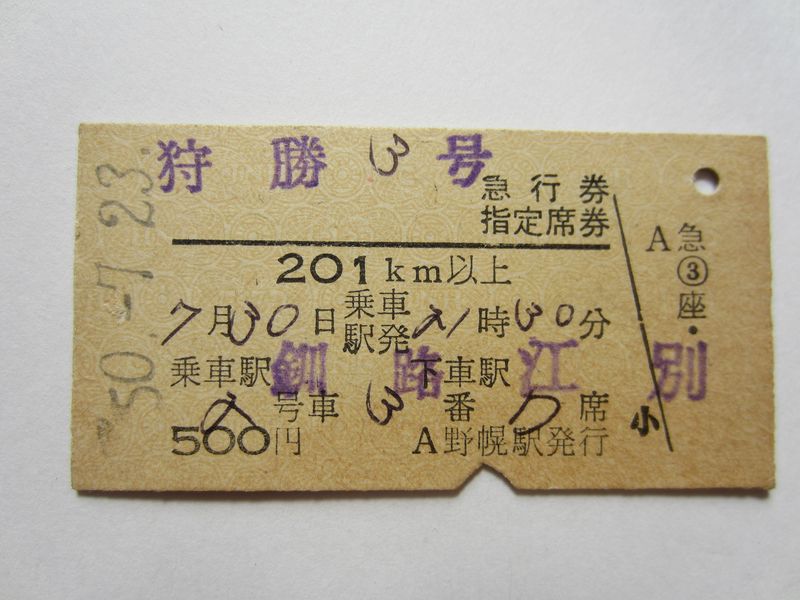 狩勝3号
急行券
指定席券
201km以上
7月30日乗車駅発21時30分
乗車駅 釧路 下車駅 江別
2号車 3番 D席
500円 A野幌駅発行
小
A急③座・
50.-7.23.